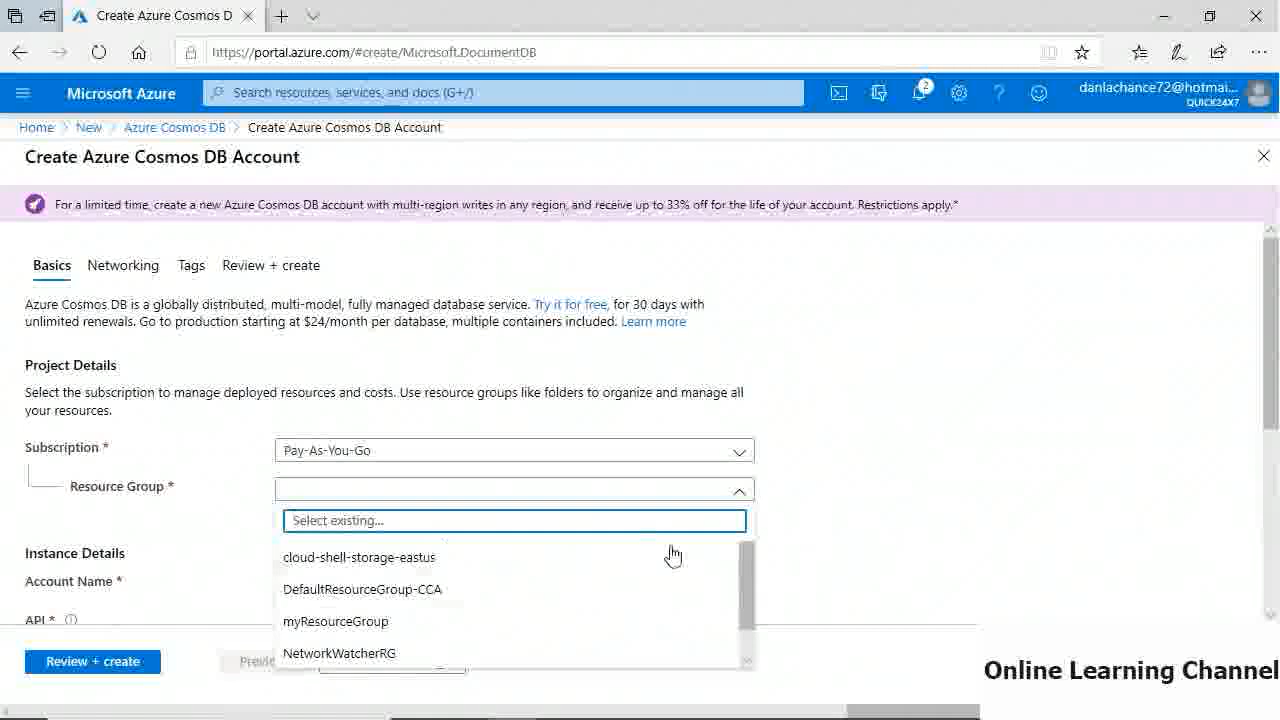 Create Azure Cosmos DB
https://portal.azure.com/#create/Microsoft.DocumentDB
Microsoft Azure
Search resources, services, and docs (G+/)
2
danlachance72@hotmai...
QUICK24X7
Home > New > Azure Cosmos DB > Create Azure Cosmos DB Account
Create Azure Cosmos DB Account
For a limited time, create a new Azure Cosmos DB account with multi-region writes in any region, and receive up to 33% off for the life of your account. Restrictions apply.*
Basics Networking Tags Review + create
Azure Cosmos DB is a globally distributed, multi-model, fully managed database service. Try it for free, for 30 days with
unlimited renewals. Go to production starting at $24/month per database, multiple containers included. Learn more
Project Details
Select the subscription to manage deployed resources and costs. Use resource groups like folders to organize and manage all
your resources.
Subscription *
Pay-As-You-Go
Resource Group *
Select existing...
cloud-shell-storage-eastus
DefaultResourceGroup-CCA
myResourceGroup
NetworkWatcherRG
Instance Details
Account Name *
API *
Review + create
Online Learning Channel